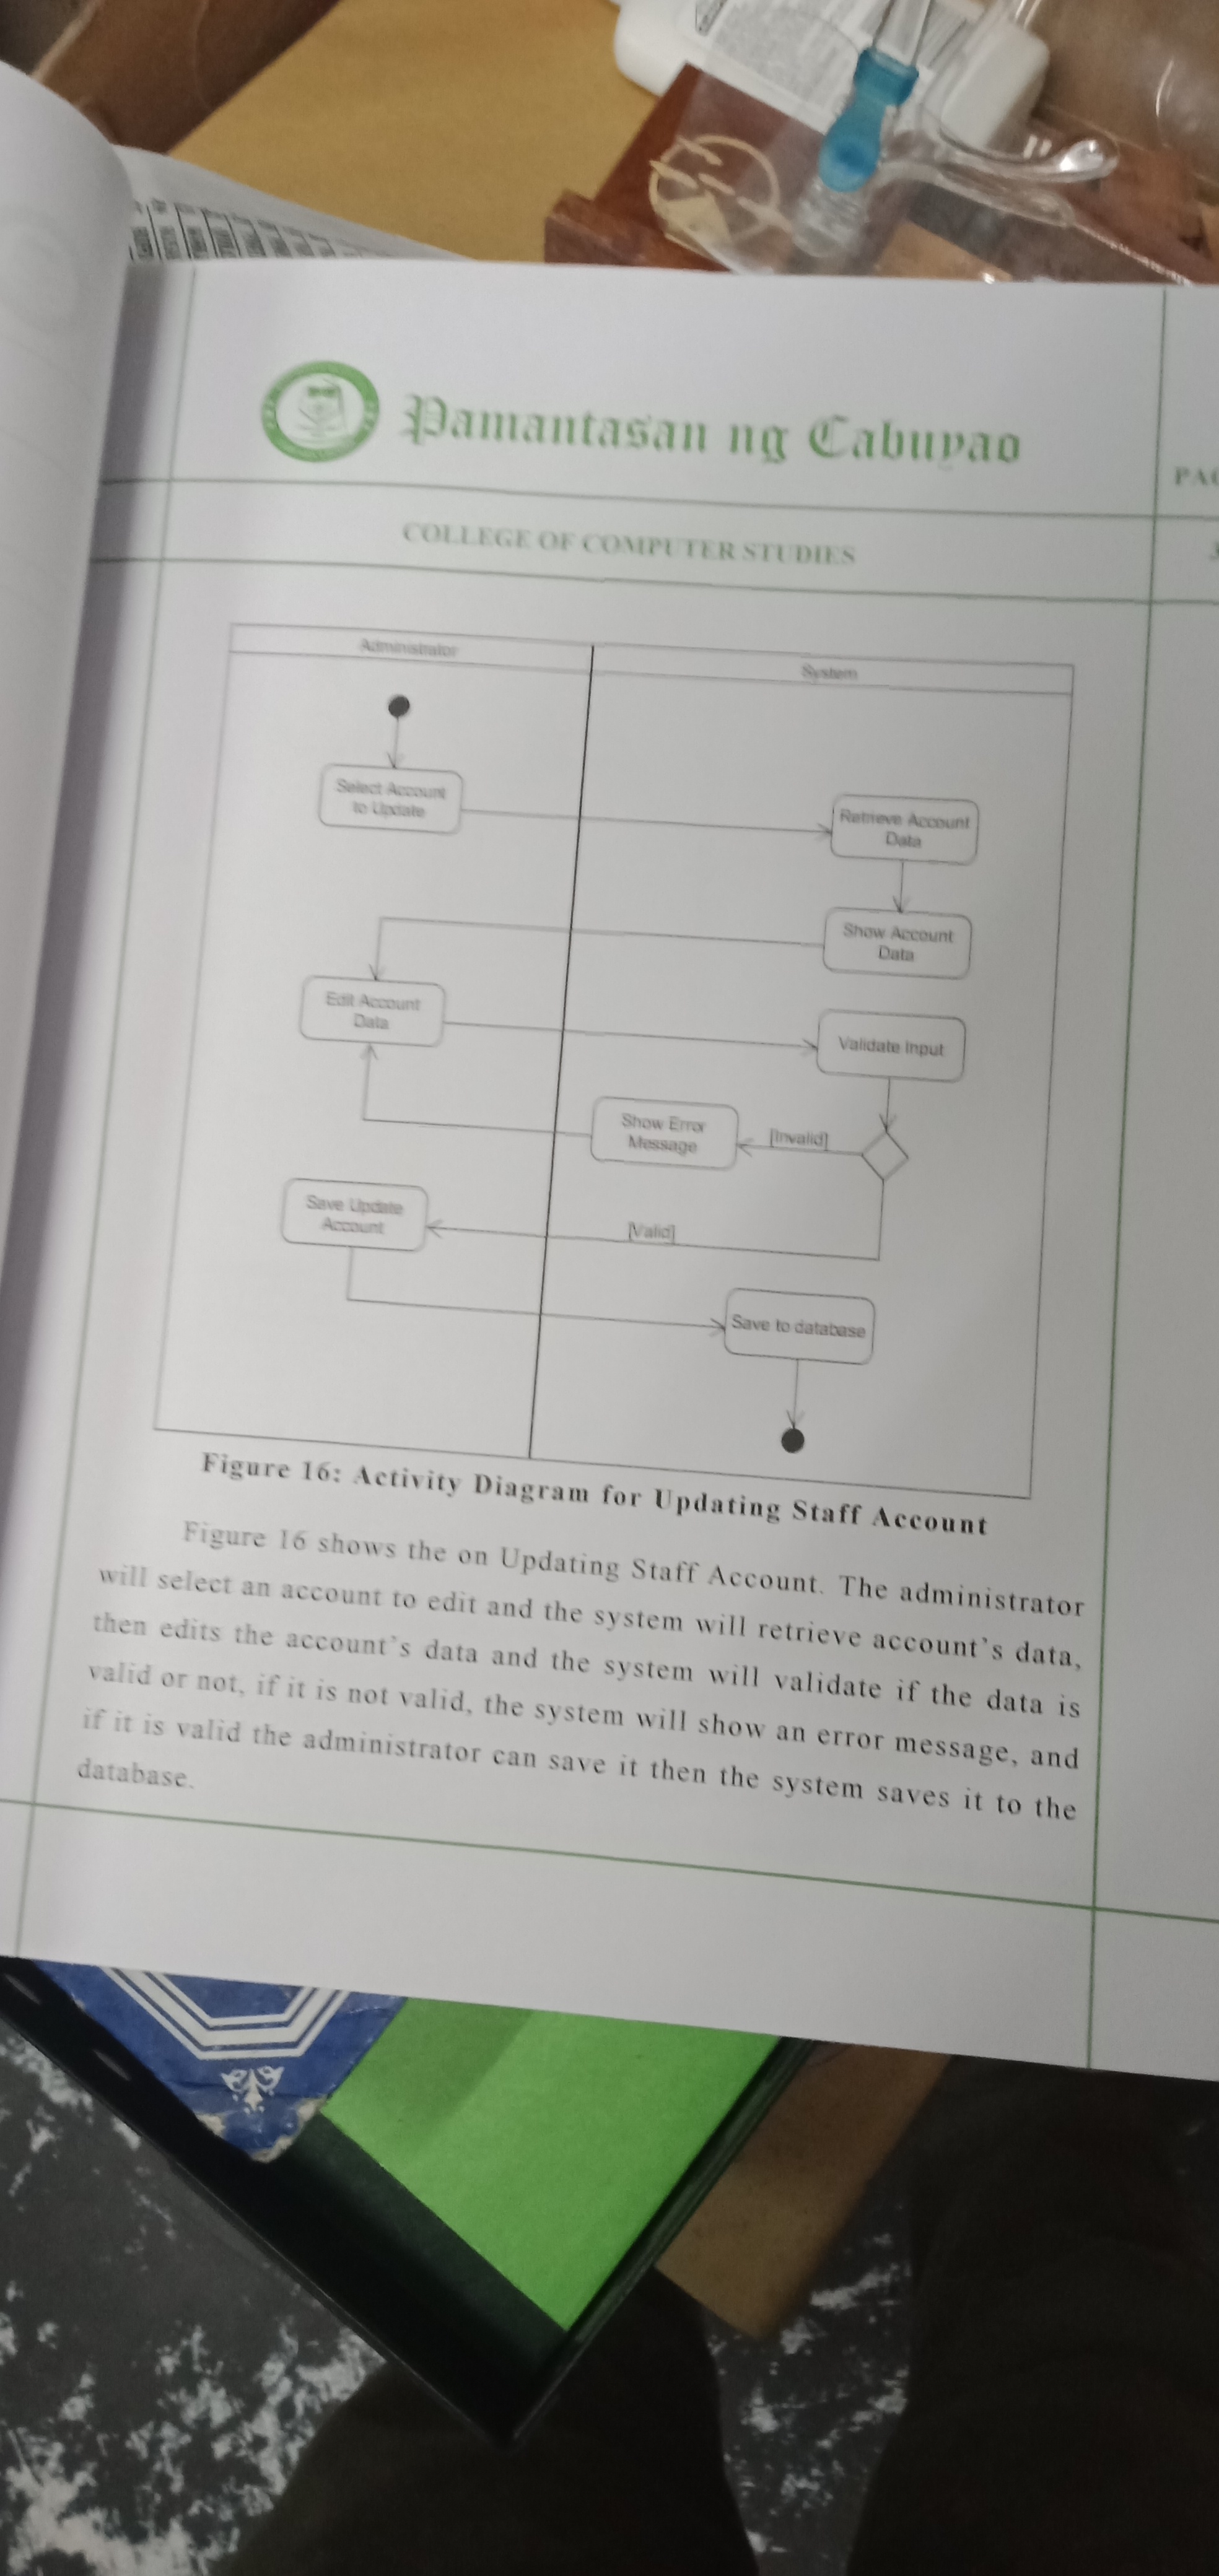 Pamantasan ng Cabuyao
COLLEGE OF COMPUTER STUDIES
Administrator
System
Select Account
to Update
Retrieve Account
Data
Show Account
Data
Edit Account
Data
Validate Input
Show Error
Message
[Invalid]
Save Update
Account
[Valid]
Save to database
Figure 16: Activity Diagram for Updating Staff Account
Figure 16 shows the on Updating Staff Account. The administrator
will select an account to edit and the system will retrieve account's data,
then edits the account's data and the system will validate if the data is
valid or not, if it is not valid, the system will show an error message, and
if it is valid the administrator can save it then the system saves it to the
database.